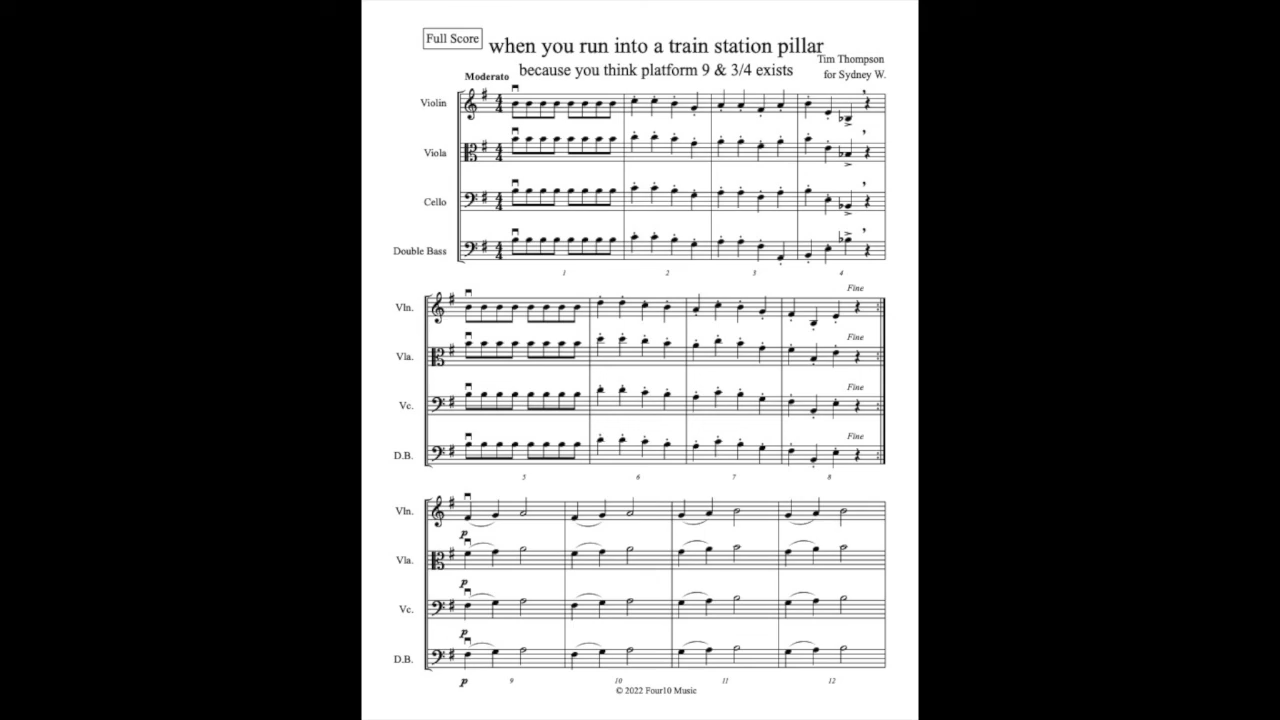 Full Score
when you run into a train station pillar
because you think platform 9 & 3/4 exists
Tim Thompson
for Sydney W.
Moderato
Violin
Viola
Cello
Double Bass
1 2 3 4
Fine
Vln.
Fine
Vla.
Fine
Vc.
Fine
D.B.
5 6 7 8
Vln.
p
Vla.
p
Vc.
p
D.B.
p
9 10 11 12
© 2022 Four10 Music